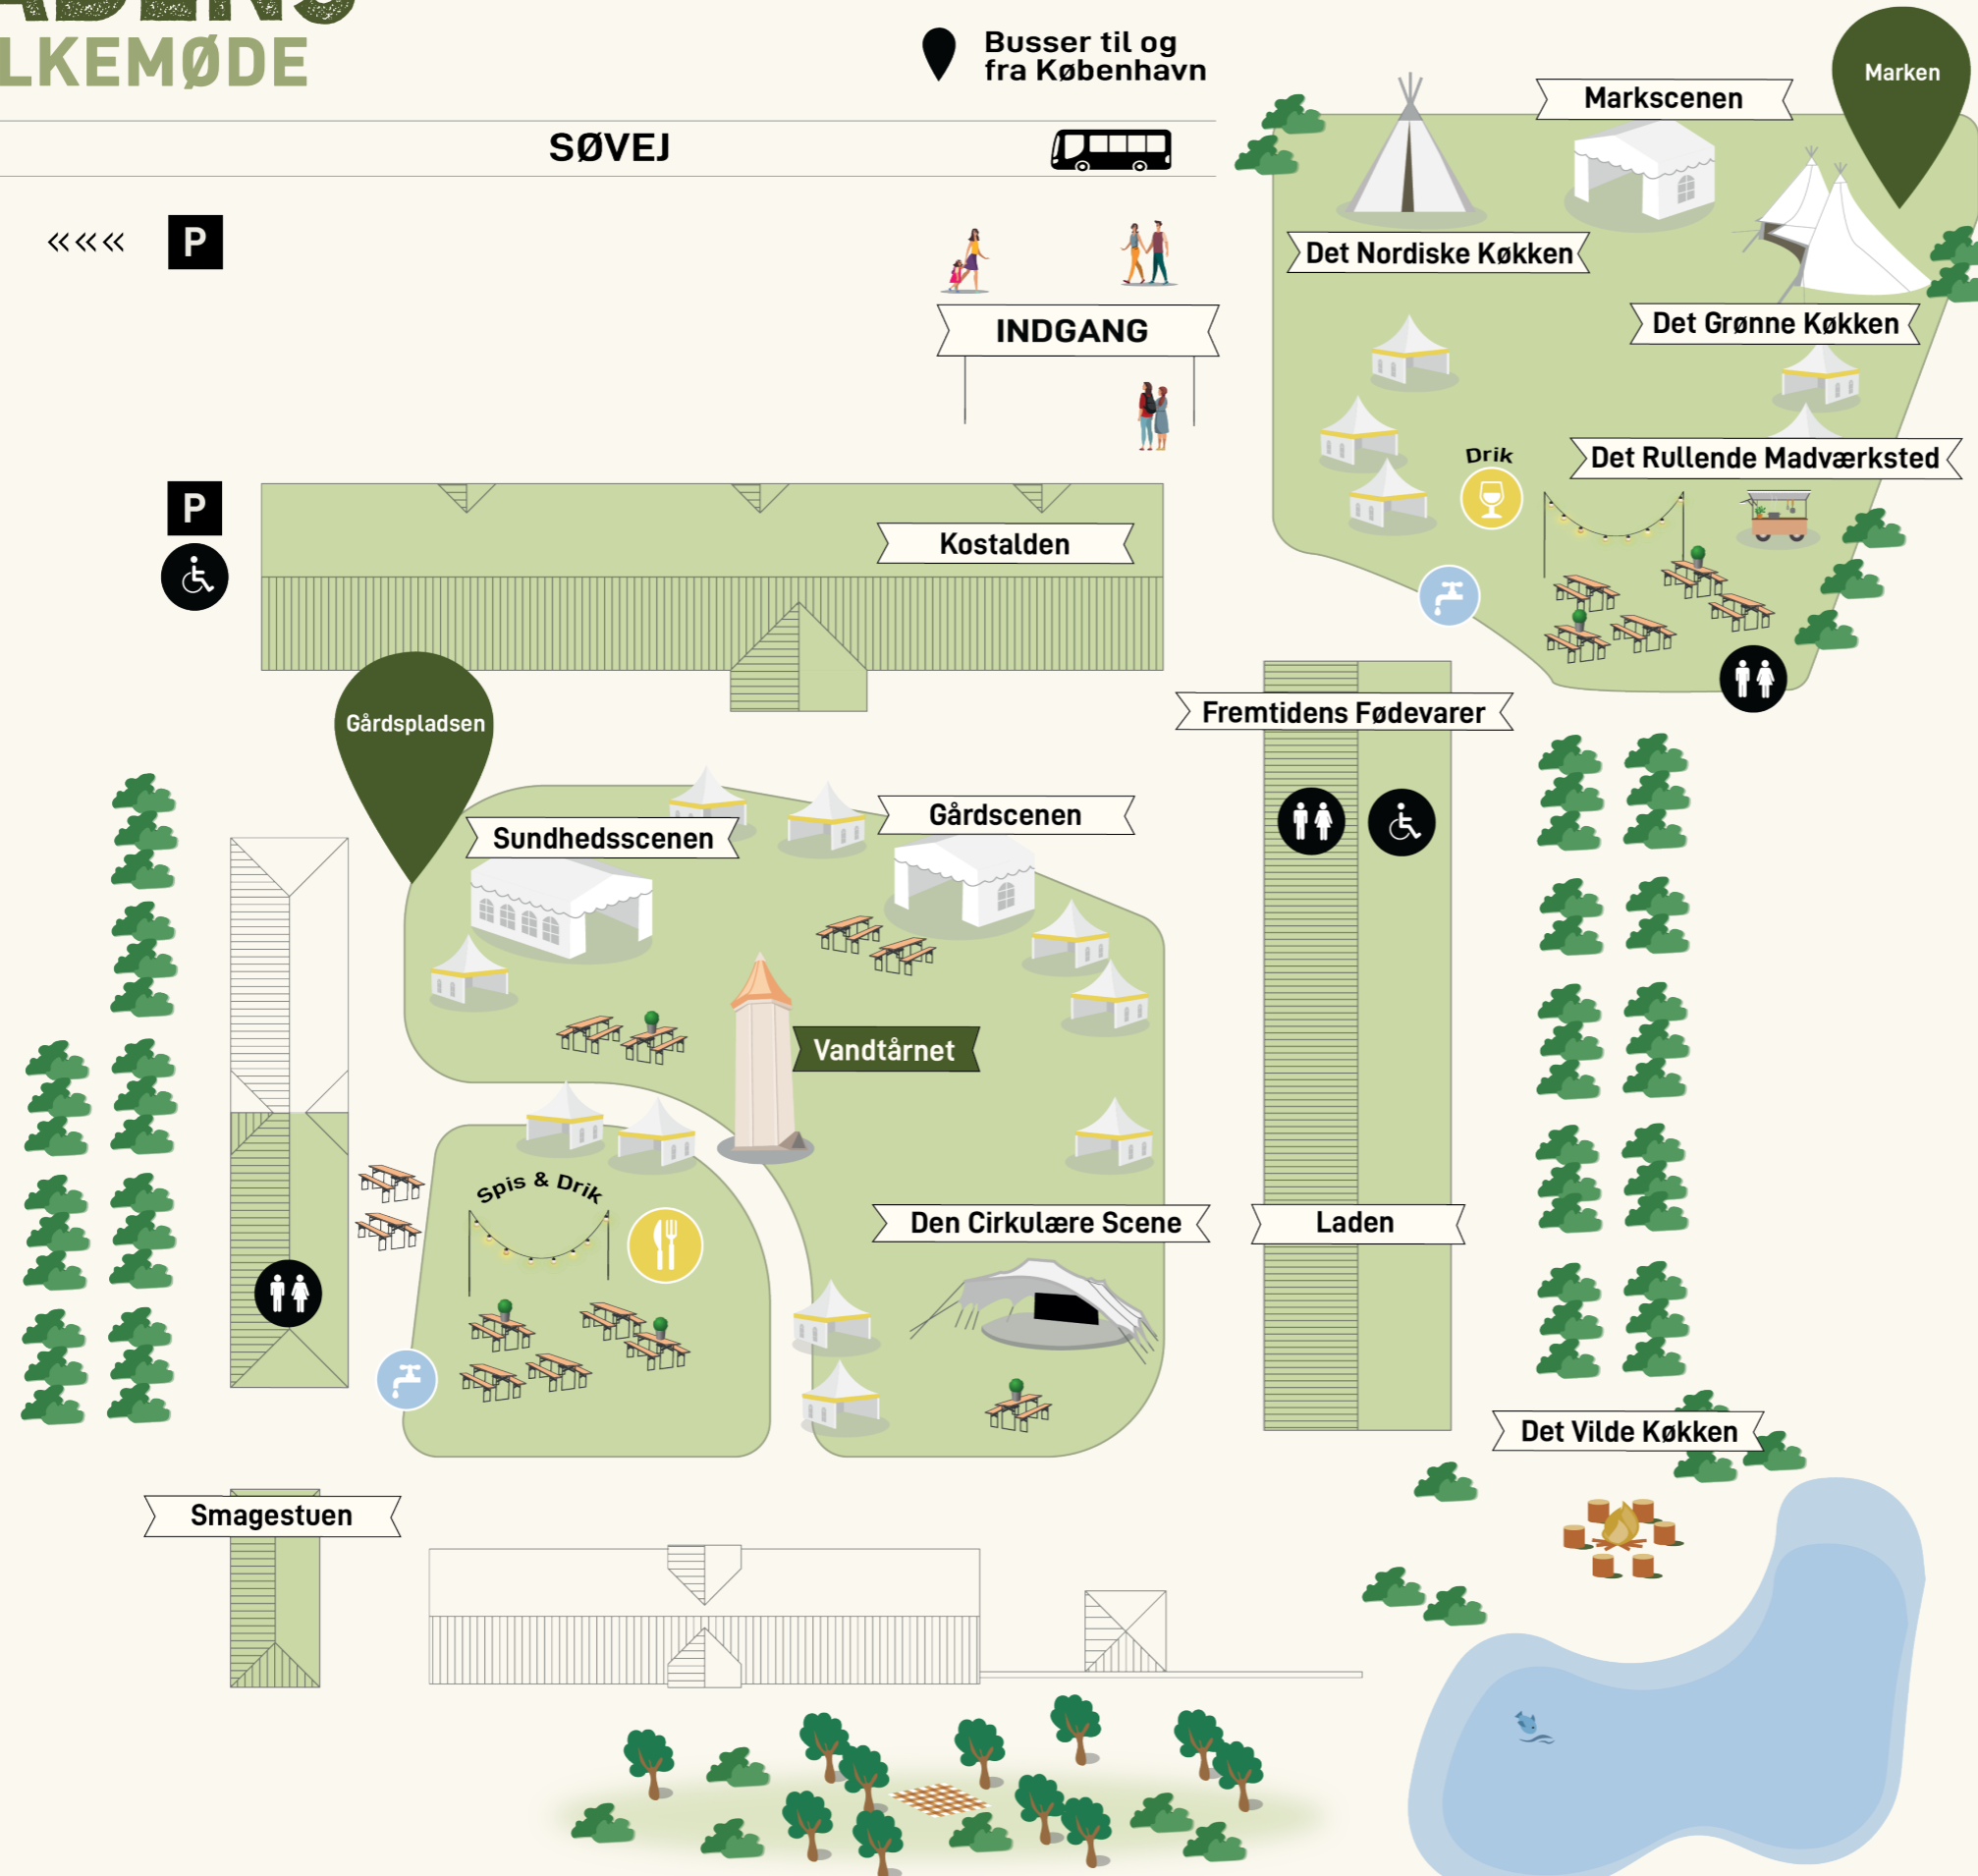 ADENS
LKEMØDE
Busser til og
fra København
Marken
Markscenen
SØVEJ
««« P
Det Nordiske Køkken
INDGANG
Det Grønne Køkken
Drik
Det Rullende Madværksted
P
Kostalden
Gårdspladsen
Fremtidens Fødevarer
Gårdscenen
Sundhedsscenen
Vandtårnet
Spis & Drik
Den Cirkulære Scene
Laden
Det Vilde Køkken
Smagestuen